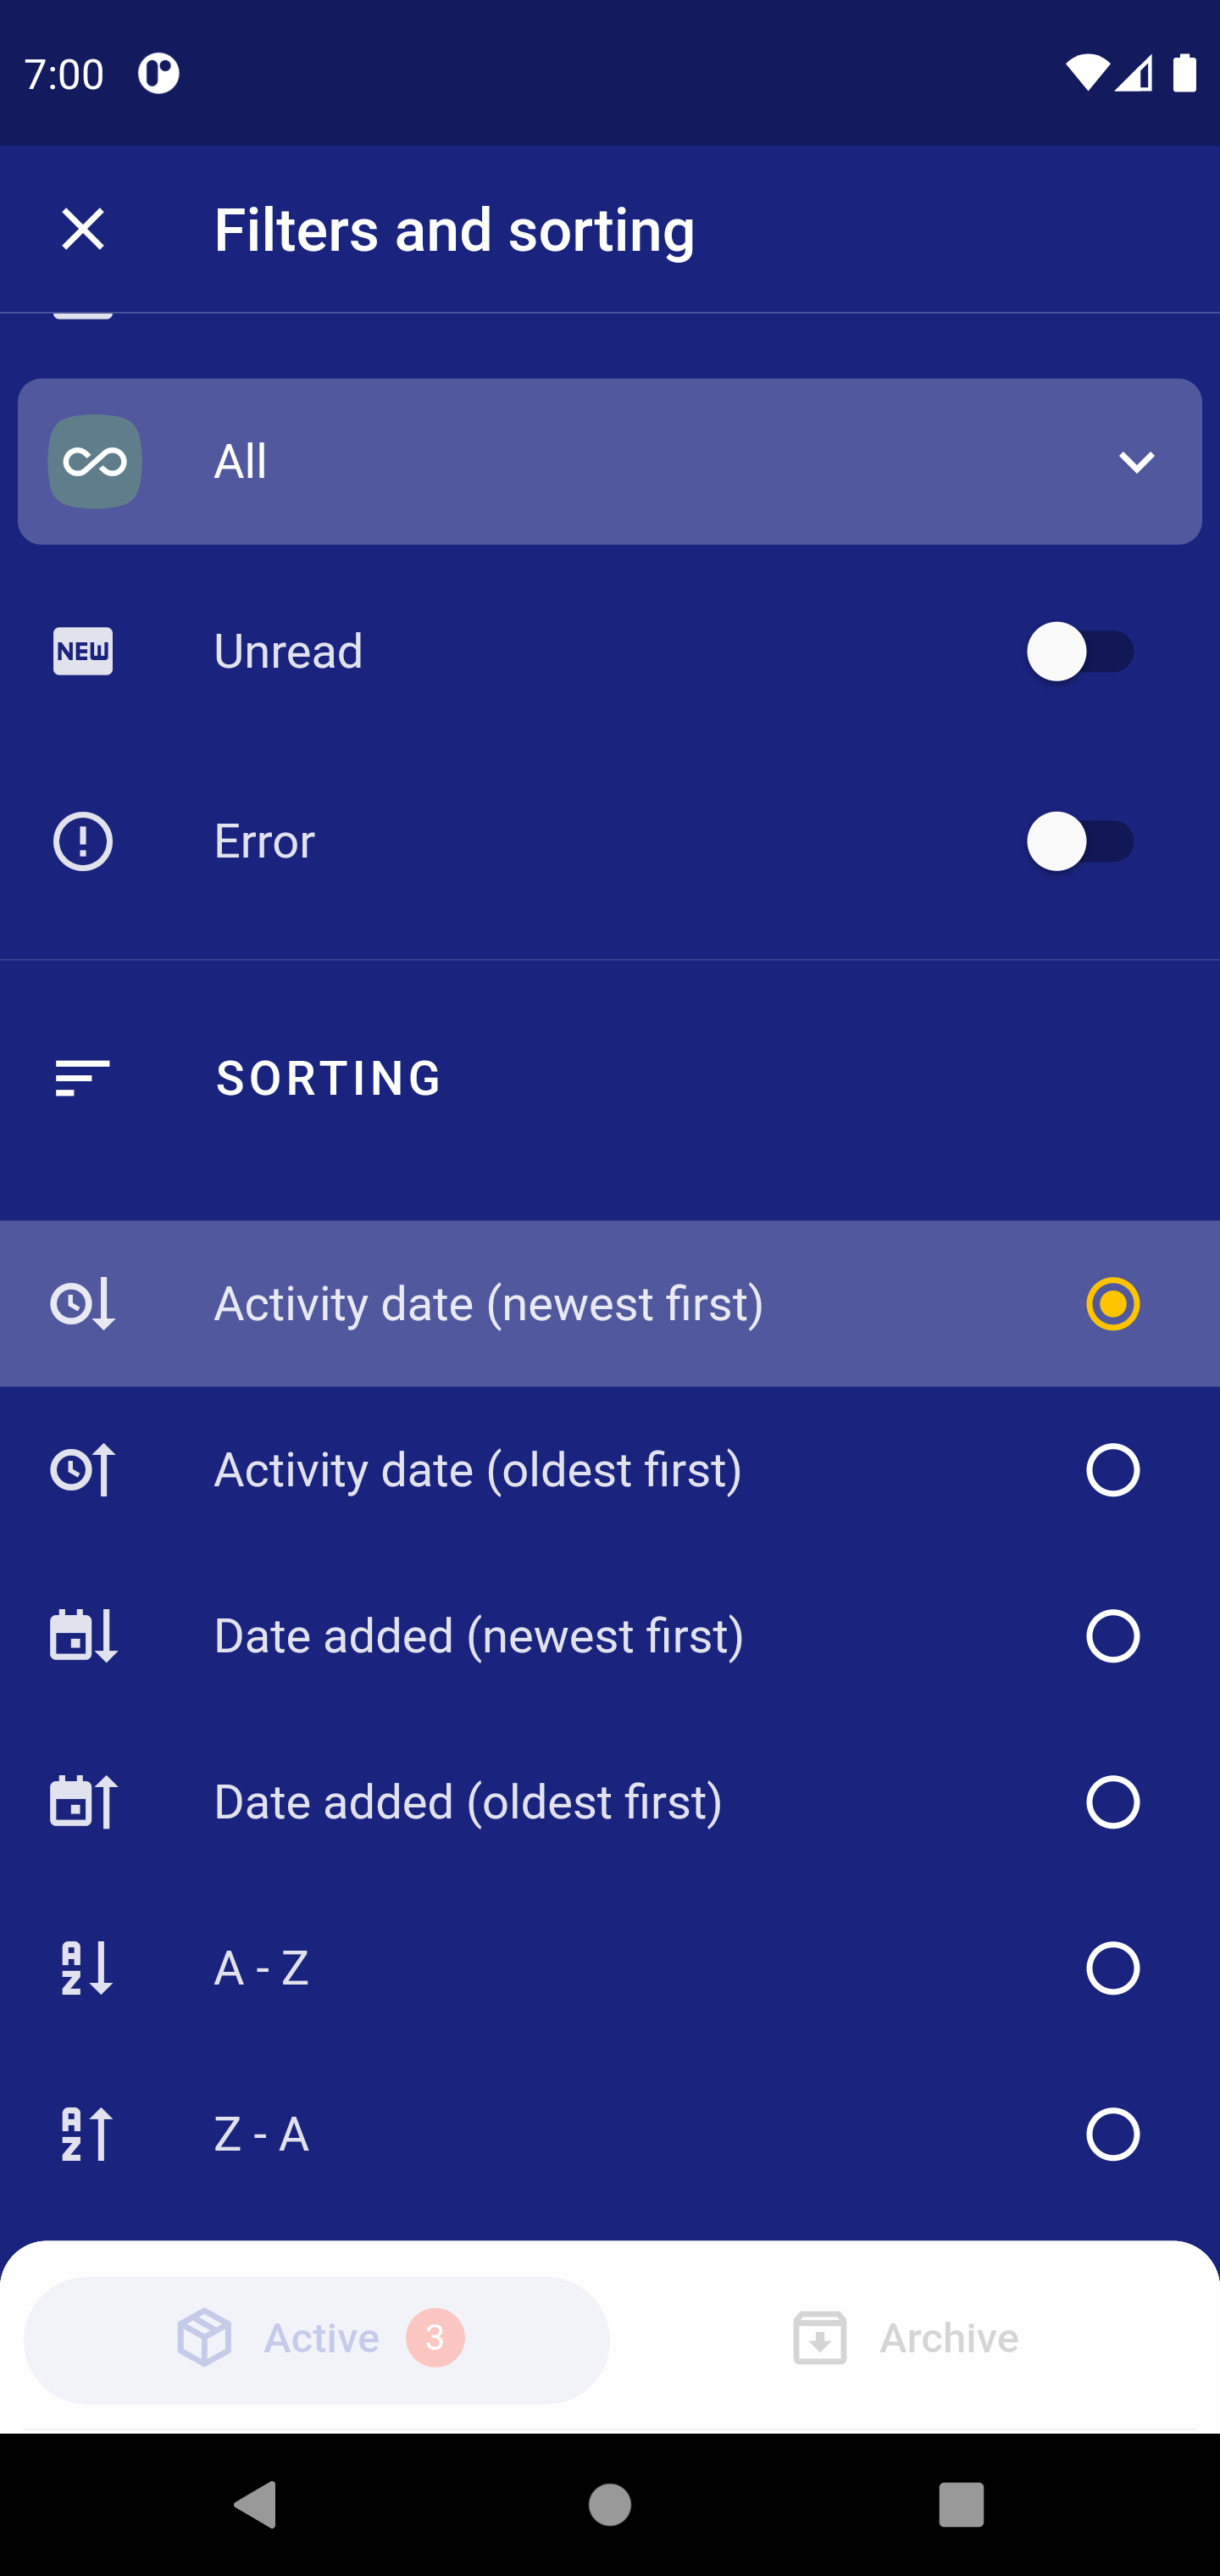 7:00
Filters and sorting
All
NEW
Unread
Error
SORTING
Activity date (newest first)
Activity date (oldest first)
Date added (newest first)
Date added (oldest first)
A
Z
A - Z
A
Z
Z - A
Active 3
Archive